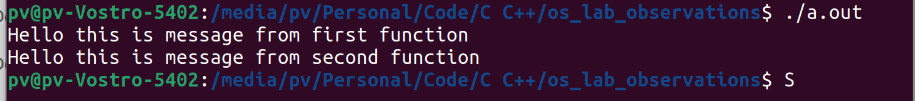 pv@pv-Vostro-5402:/media/pv/Personal/Code/C C++/os_lab_observations$ ./a.out
Hello this is message from first function
Hello this is message from second function
pv@pv-Vostro-5402:/media/pv/Personal/Code/C C++/os_lab_observations$ S